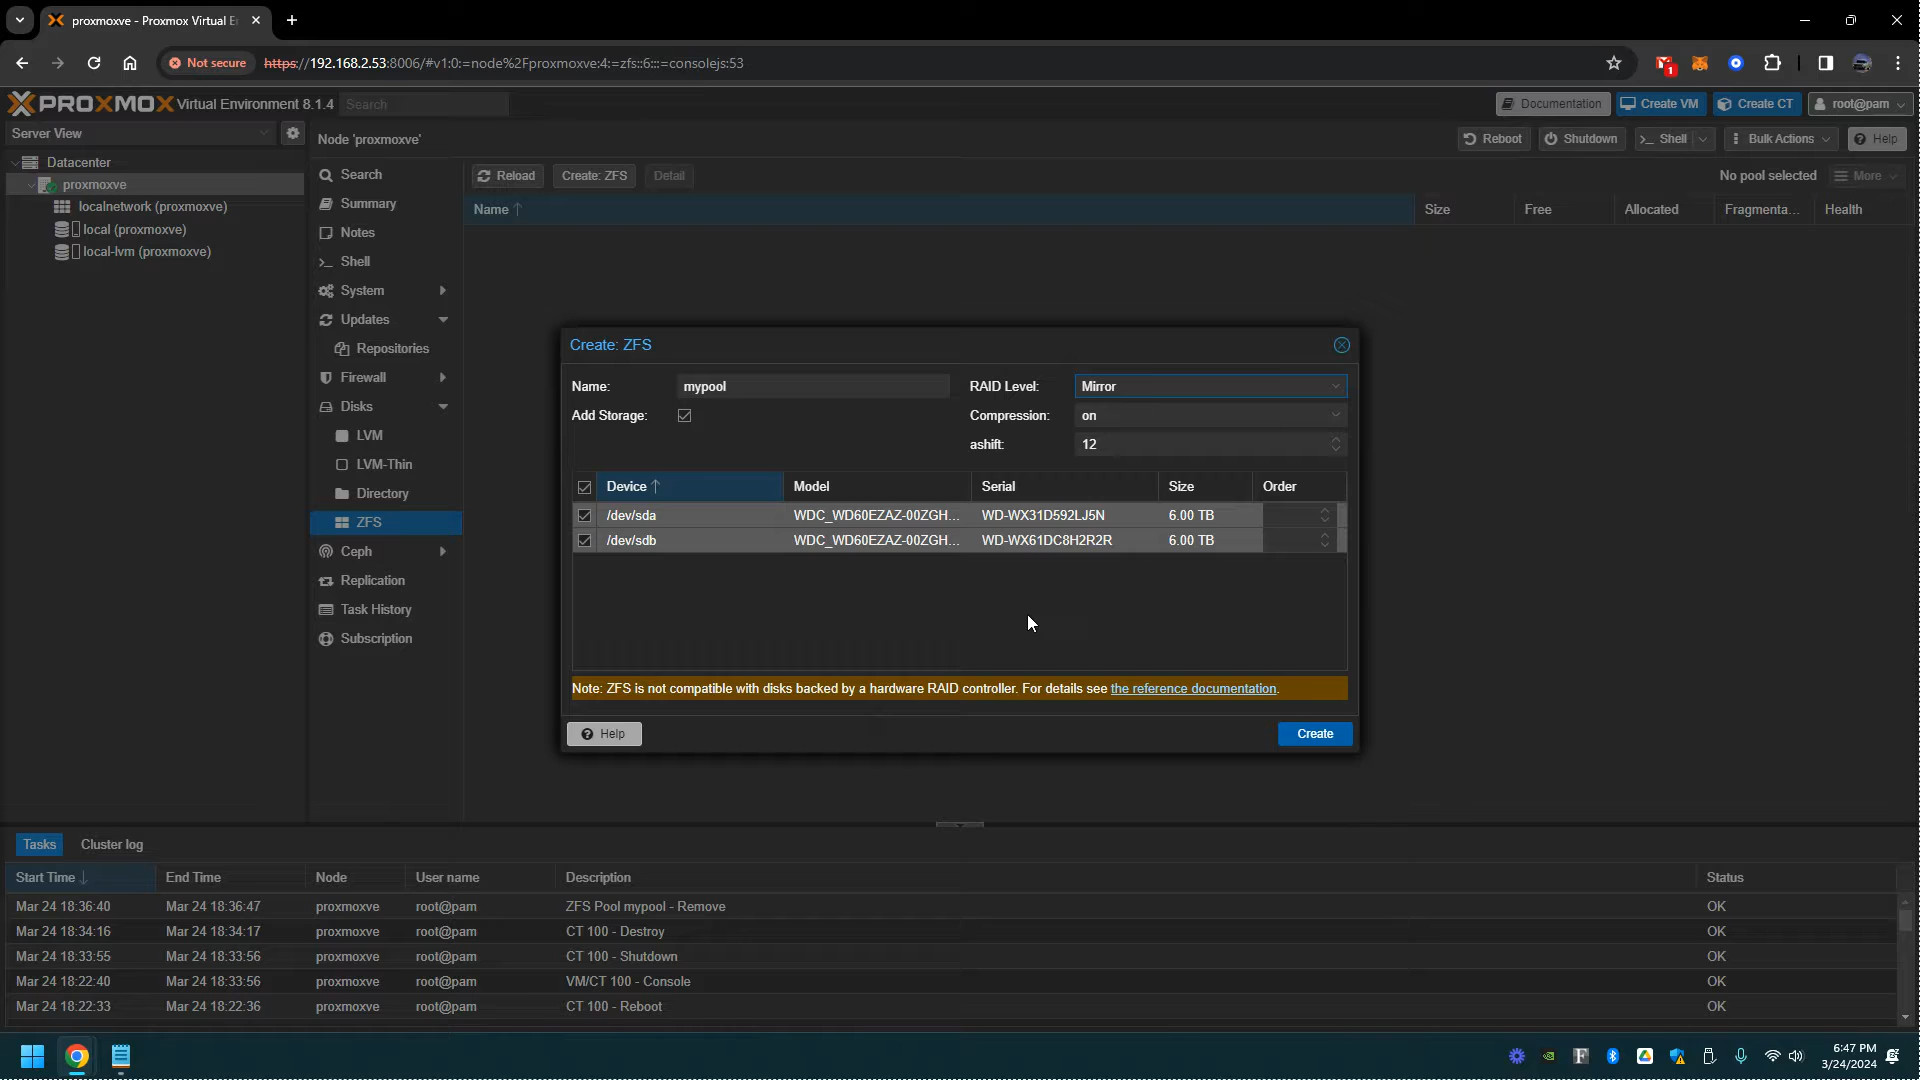 proxmoxve - Proxmox Virtual E
Not secure
https://192.168.2.53:8006/#v1:0:=node%2Fproxmoxve:4:=zfs::6:::=consolejs:53
1
PROXMOX Virtual Environment 8.1.4
Search
Documentation
Create VM
Create CT
root@pam
Server View
Node 'proxmoxve'
Reboot
Shutdown
Shell
Bulk Actions
Help
Datacenter
proxmoxve
localnetwork (proxmoxve)
local (proxmoxve)
local-lvm (proxmoxve)
Search
Summary
Notes
Shell
System
Updates
Repositories
Firewall
Disks
LVM
LVM-Thin
Directory
ZFS
Ceph
Replication
Task History
Subscription
Reload
Create: ZFS
Detail
No pool selected
More
Name
Size
Free
Allocated
Fragmenta...
Health
Create: ZFS
Name:
mypool
RAID Level:
Mirror
Add Storage:
Compression:
on
ashift:
12
Device
Model
Serial
Size
Order
/dev/sda
WDC_WD60EZAZ-00ZGH...
WD-WX31D592LJ5N
6.00 TB
/dev/sdb
WDC_WD60EZAZ-00ZGH...
WD-WX61DC8H2R2R
6.00 TB
Note: ZFS is not compatible with disks backed by a hardware RAID controller. For details see the reference documentation.
Help
Create
Tasks
Cluster log
Start Time
End Time
Node
User name
Description
Status
Mar 24 18:36:40
Mar 24 18:36:47
proxmoxve
root@pam
ZFS Pool mypool - Remove
OK
Mar 24 18:34:16
Mar 24 18:34:17
proxmoxve
root@pam
CT 100 - Destroy
OK
Mar 24 18:33:55
Mar 24 18:33:56
proxmoxve
root@pam
CT 100 - Shutdown
OK
Mar 24 18:22:40
Mar 24 18:33:56
proxmoxve
root@pam
VM/CT 100 - Console
OK
Mar 24 18:22:33
Mar 24 18:22:36
proxmoxve
root@pam
CT 100 - Reboot
OK
6:47 PM
3/24/2024